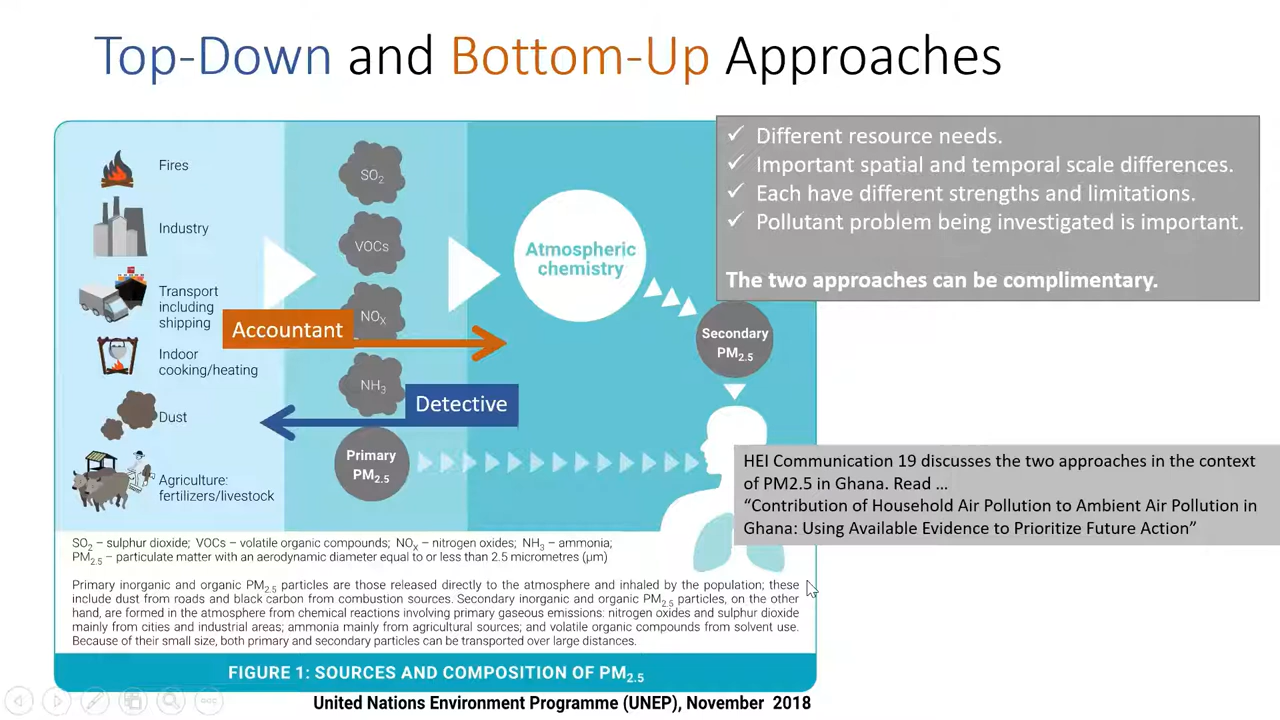 Top-Down and Bottom-Up Approaches
Fires
Industry
Transport
including
shipping
Indoor
cooking/heating
Dust
Agriculture:
fertilizers/livestock
SO2
VOCs
NOX
NH3
Primary
PM2.5
Accountant
Detective
Atmospheric
chemistry
Secondary
PM2.5
✓ Different resource needs.
✓ Important spatial and temporal scale differences.
✓ Each have different strengths and limitations.
✓ Pollutant problem being investigated is important.
The two approaches can be complimentary.
HEI Communication 19 discusses the two approaches in the context
of PM2.5 in Ghana. Read ...
“Contribution of Household Air Pollution to Ambient Air Pollution in
Ghana: Using Available Evidence to Prioritize Future Action”
SO2 – sulphur dioxide; VOCs – volatile organic compounds; NOX – nitrogen oxides; NH3 – ammonia;
PM2.5 – particulate matter with an aerodynamic diameter equal to or less than 2.5 micrometres (µm)
Primary inorganic and organic PM2.5 particles are those released directly to the atmosphere and inhaled by the population; these
include dust from roads and black carbon from combustion sources. Secondary inorganic and organic PM2.5 particles, on the other
hand, are formed in the atmosphere from chemical reactions involving primary gaseous emissions: nitrogen oxides and sulphur dioxide
mainly from cities and industrial areas; ammonia mainly from agricultural sources; and volatile organic compounds from solvent use.
Because of their small size, both primary and secondary particles can be transported over large distances.
FIGURE 1: SOURCES AND COMPOSITION OF PM2.5
United Nations Environment Programme (UNEP), November 2018